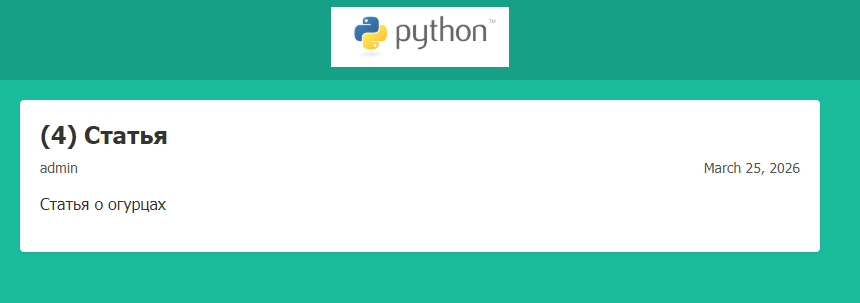 python™
(4) Статья
admin
March 25, 2026
Статья о огурцах